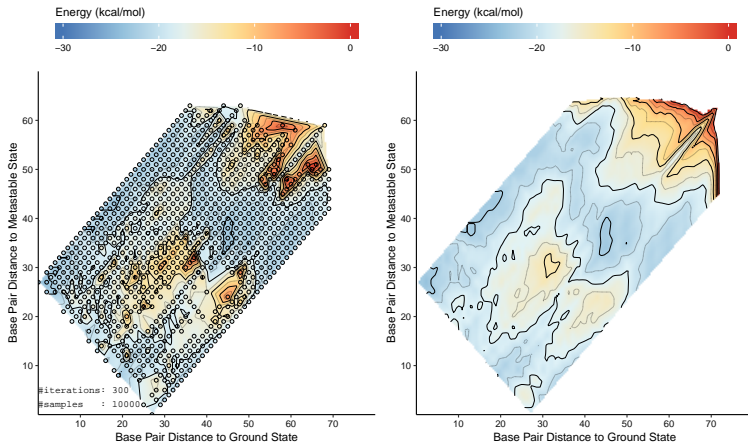 Energy (kcal/mol)
−30 −20 −10 0
Base Pair Distance to Metastable State
60
50
40
30
20
10
#iterations: 300
#samples : 10000
10 20 30 40 50 60 70
Base Pair Distance to Ground State
Energy (kcal/mol)
−30 −20 −10 0
Base Pair Distance to Metastable State
60
50
40
30
20
10
10 20 30 40 50 60 70
Base Pair Distance to Ground State